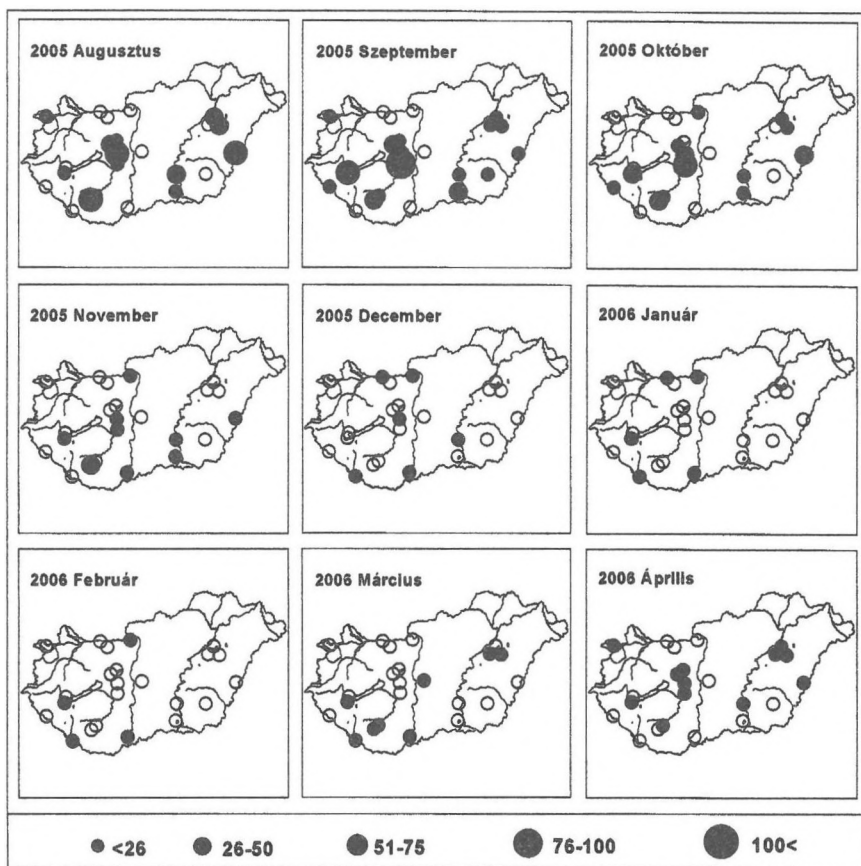 2005 Augusztus
2005 Szeptember
2005 Október
2005 November
2005 December
2006 Január
2006 Február
2006 Március
2006 Április
<26
26-50
51-75
76-100
100<